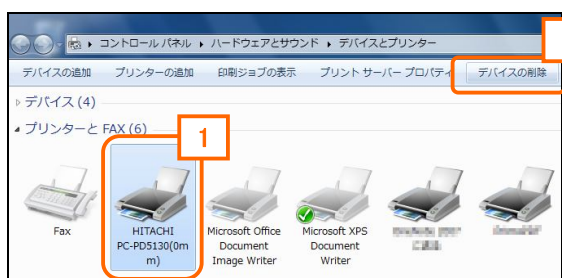 コントロール パネル ▸ ハードウェアとサウンド ▸ デバイスとプリンター
デバイスの追加 プリンターの追加 印刷ジョブの表示 プリント サーバー プロパティ デバイスの削除
デバイス (4)
プリンターと FAX (6)
1
Fax
HITACHI
PC-PD5130(0m
m)
Microsoft Office
Document
Image Writer
Microsoft XPS
Document
Writer